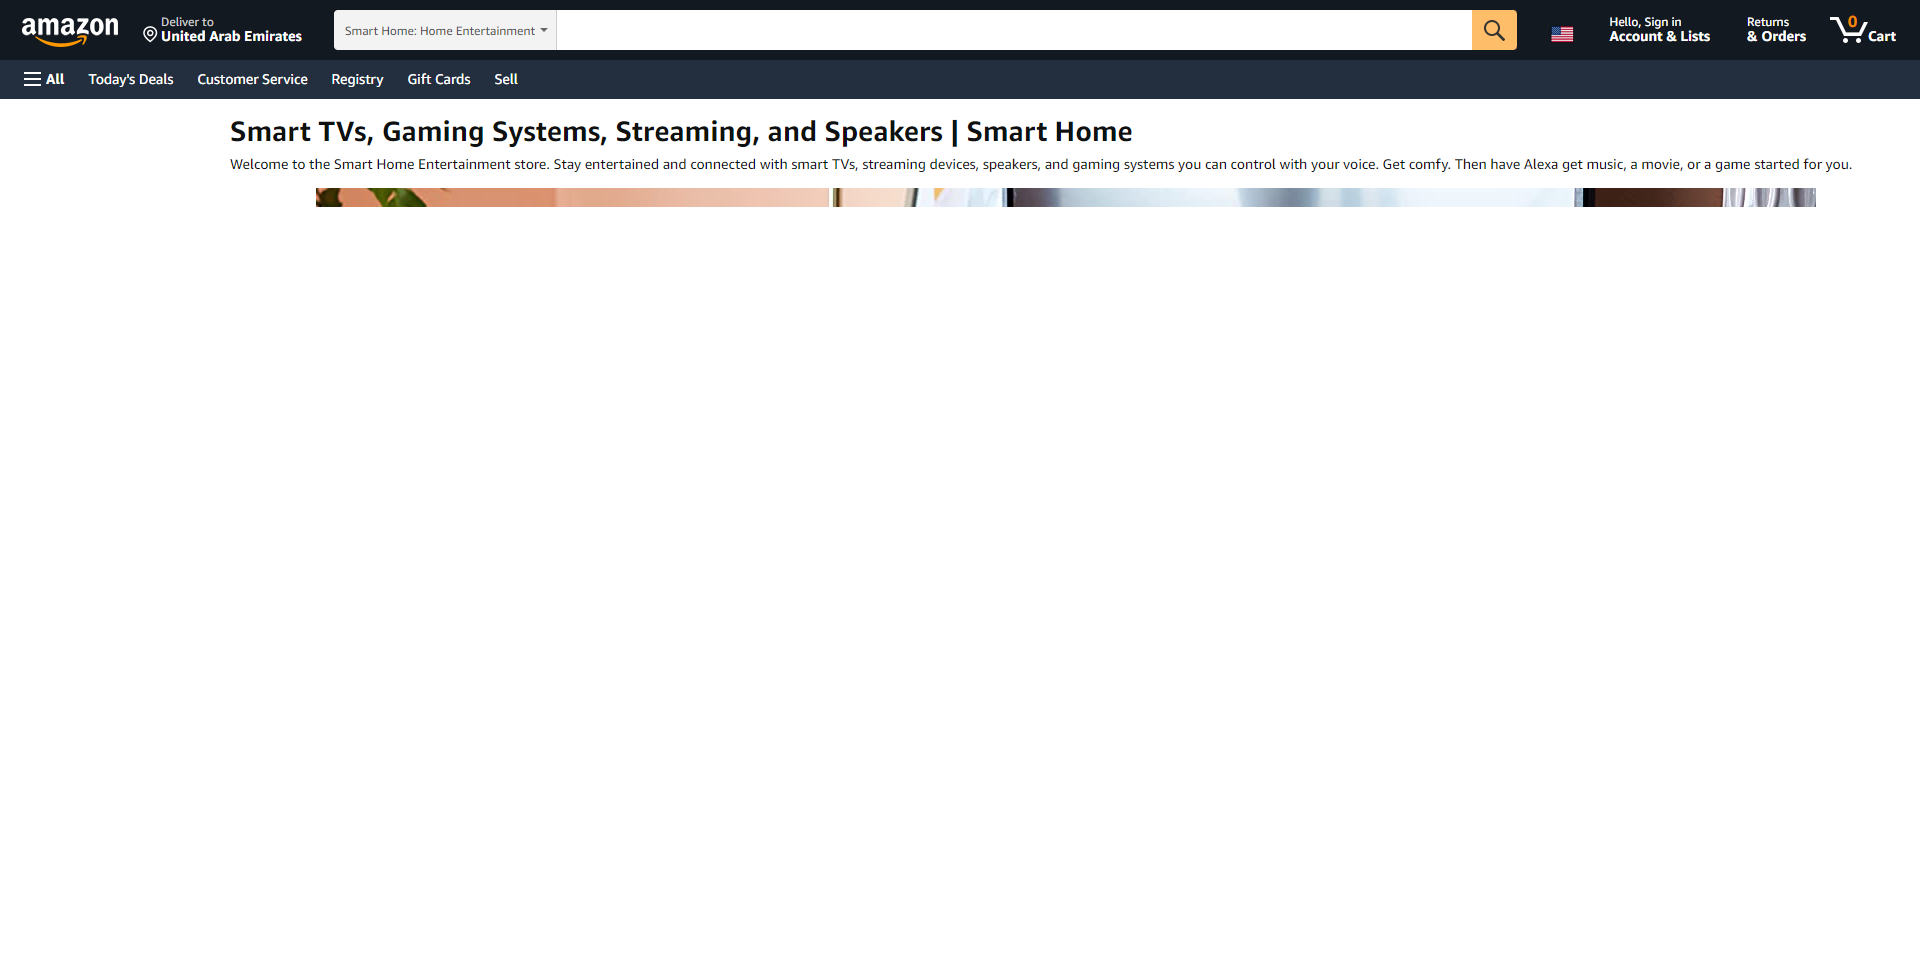 amazon
Deliver to
United Arab Emirates
Smart Home: Home Entertainment
Hello, Sign in
Account & Lists
Returns
& Orders
0
Cart
All
Today's Deals
Customer Service
Registry
Gift Cards
Sell
Smart TVs, Gaming Systems, Streaming, and Speakers | Smart Home
Welcome to the Smart Home Entertainment store. Stay entertained and connected with smart TVs, streaming devices, speakers, and gaming systems you can control with your voice. Get comfy. Then have Alexa get music, a movie, or a game started for you.